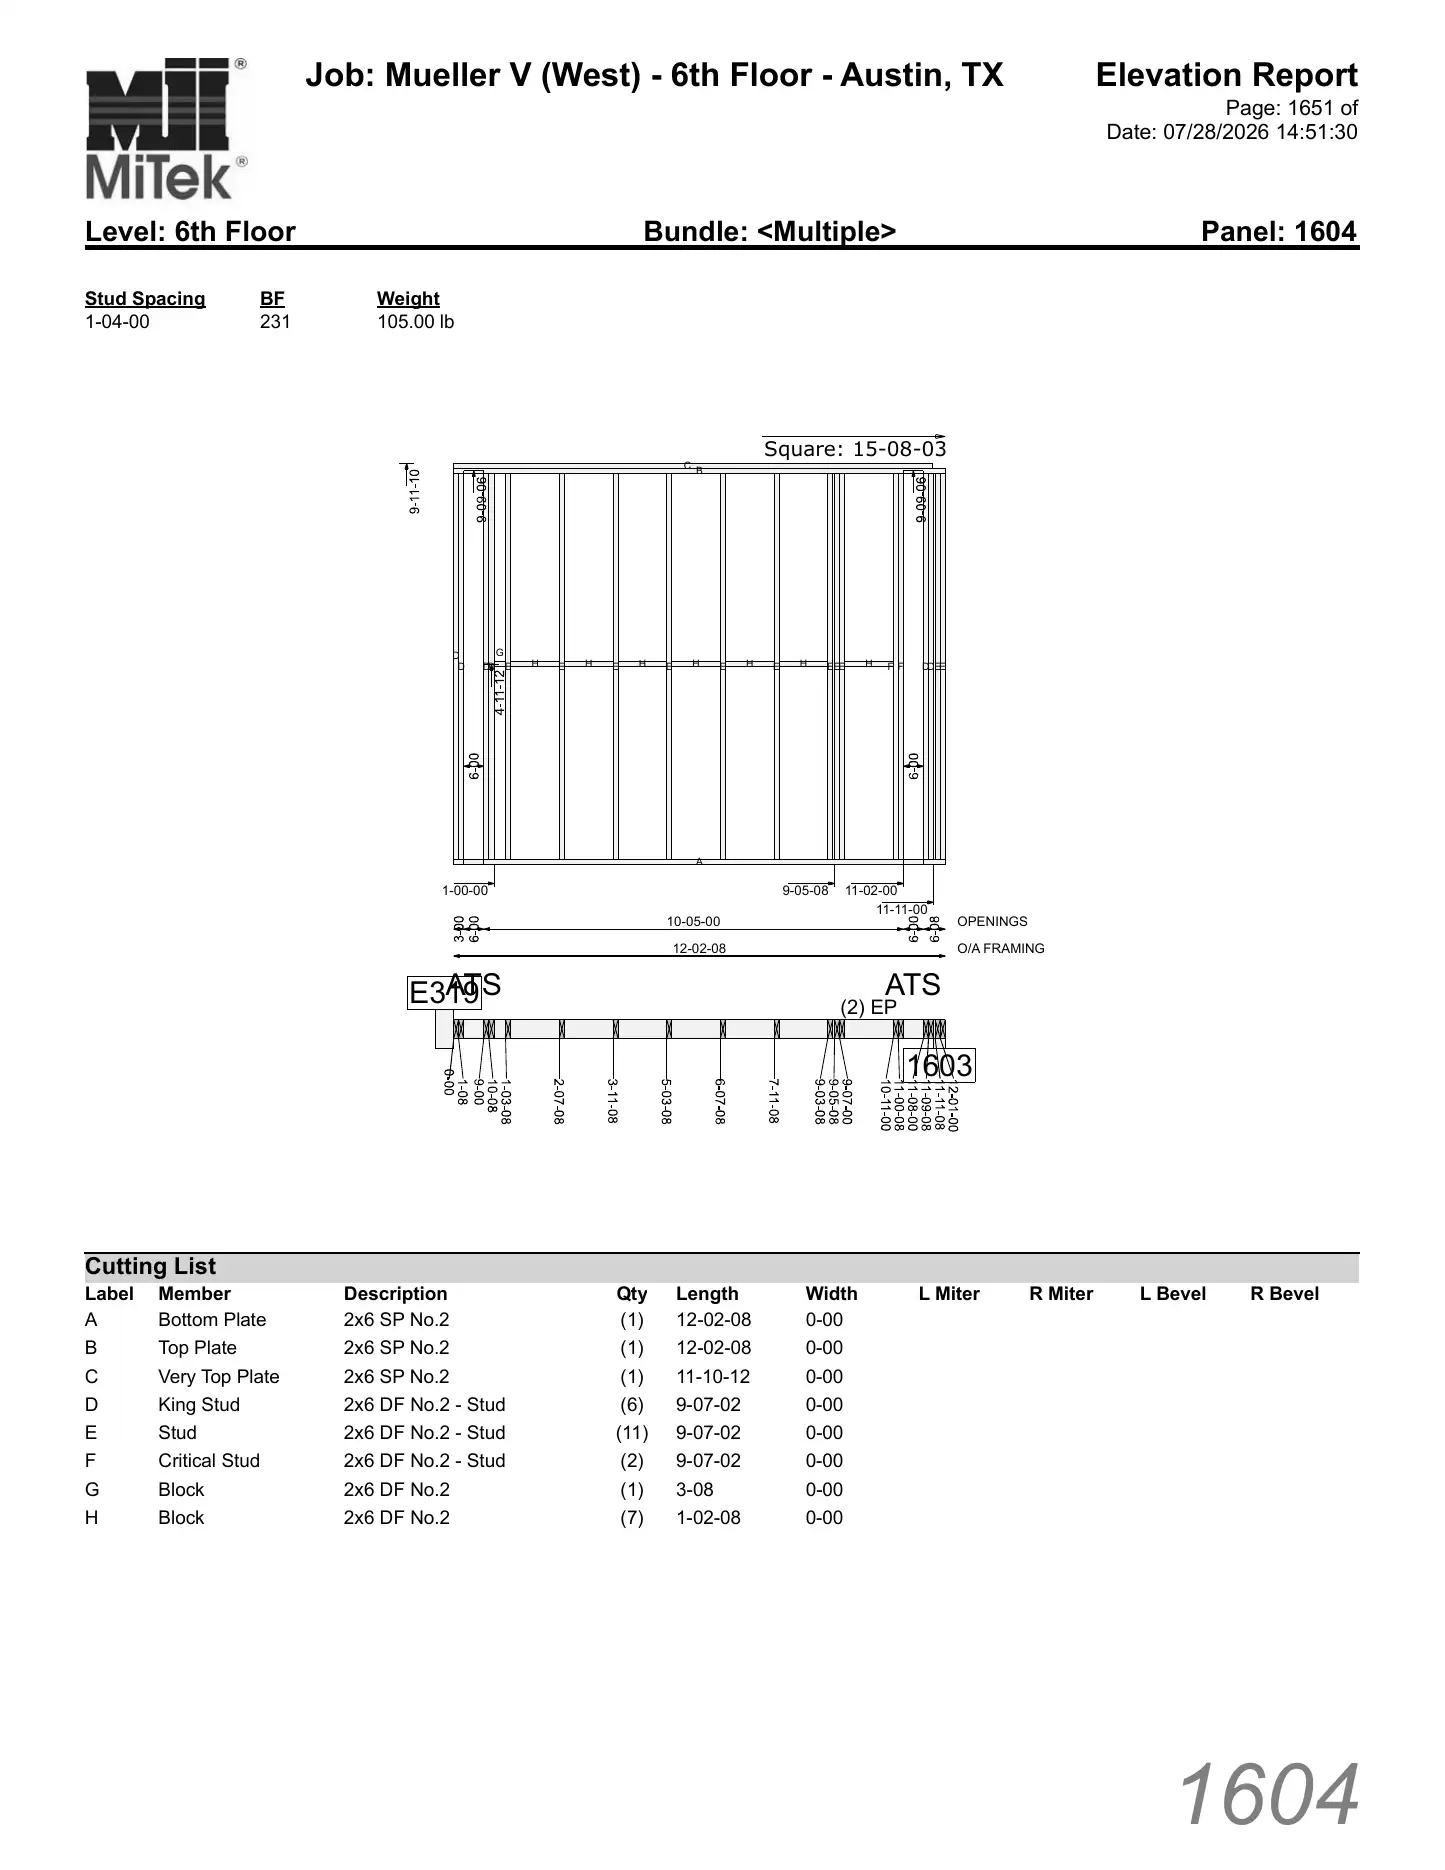 MiTek®
®
Job: Mueller V (West) - 6th Floor - Austin, TX
Elevation Report
Page: 1651 of
Date: 07/28/2026 14:51:30
Level: 6th Floor Bundle: <Multiple> Panel: 1604
Stud Spacing BF Weight
1-04-00 231 105.00 lb
Square: 15-08-03
C
B
9-11-10
9-09-06
9-09-06
D
G
D
H H H H H H H
F
4-11-12
6-00
6-00
A
1-00-00
9-05-08
11-02-00
11-11-00
3-00
6-00
10-05-00
6-00
6-08
OPENINGS
12-02-08
O/A FRAMING
ATS
E319
ATS
(2) EP
1603
0-00
1-08
9-00
10-08
1-03-08
2-07-08
3-11-08
5-03-08
6-07-08
7-11-08
9-03-08
9-05-08
9-07-00
10-11-00
11-00-08
11-08-00
11-09-08
11-11-08
12-01-00
Cutting List
Label Member Description Qty Length Width L Miter R Miter L Bevel R Bevel
A Bottom Plate 2x6 SP No.2 (1) 12-02-08 0-00
B Top Plate 2x6 SP No.2 (1) 12-02-08 0-00
C Very Top Plate 2x6 SP No.2 (1) 11-10-12 0-00
D King Stud 2x6 DF No.2 - Stud (6) 9-07-02 0-00
E Stud 2x6 DF No.2 - Stud (11) 9-07-02 0-00
F Critical Stud 2x6 DF No.2 - Stud (2) 9-07-02 0-00
G Block 2x6 DF No.2 (1) 3-08 0-00
H Block 2x6 DF No.2 (7) 1-02-08 0-00
1604